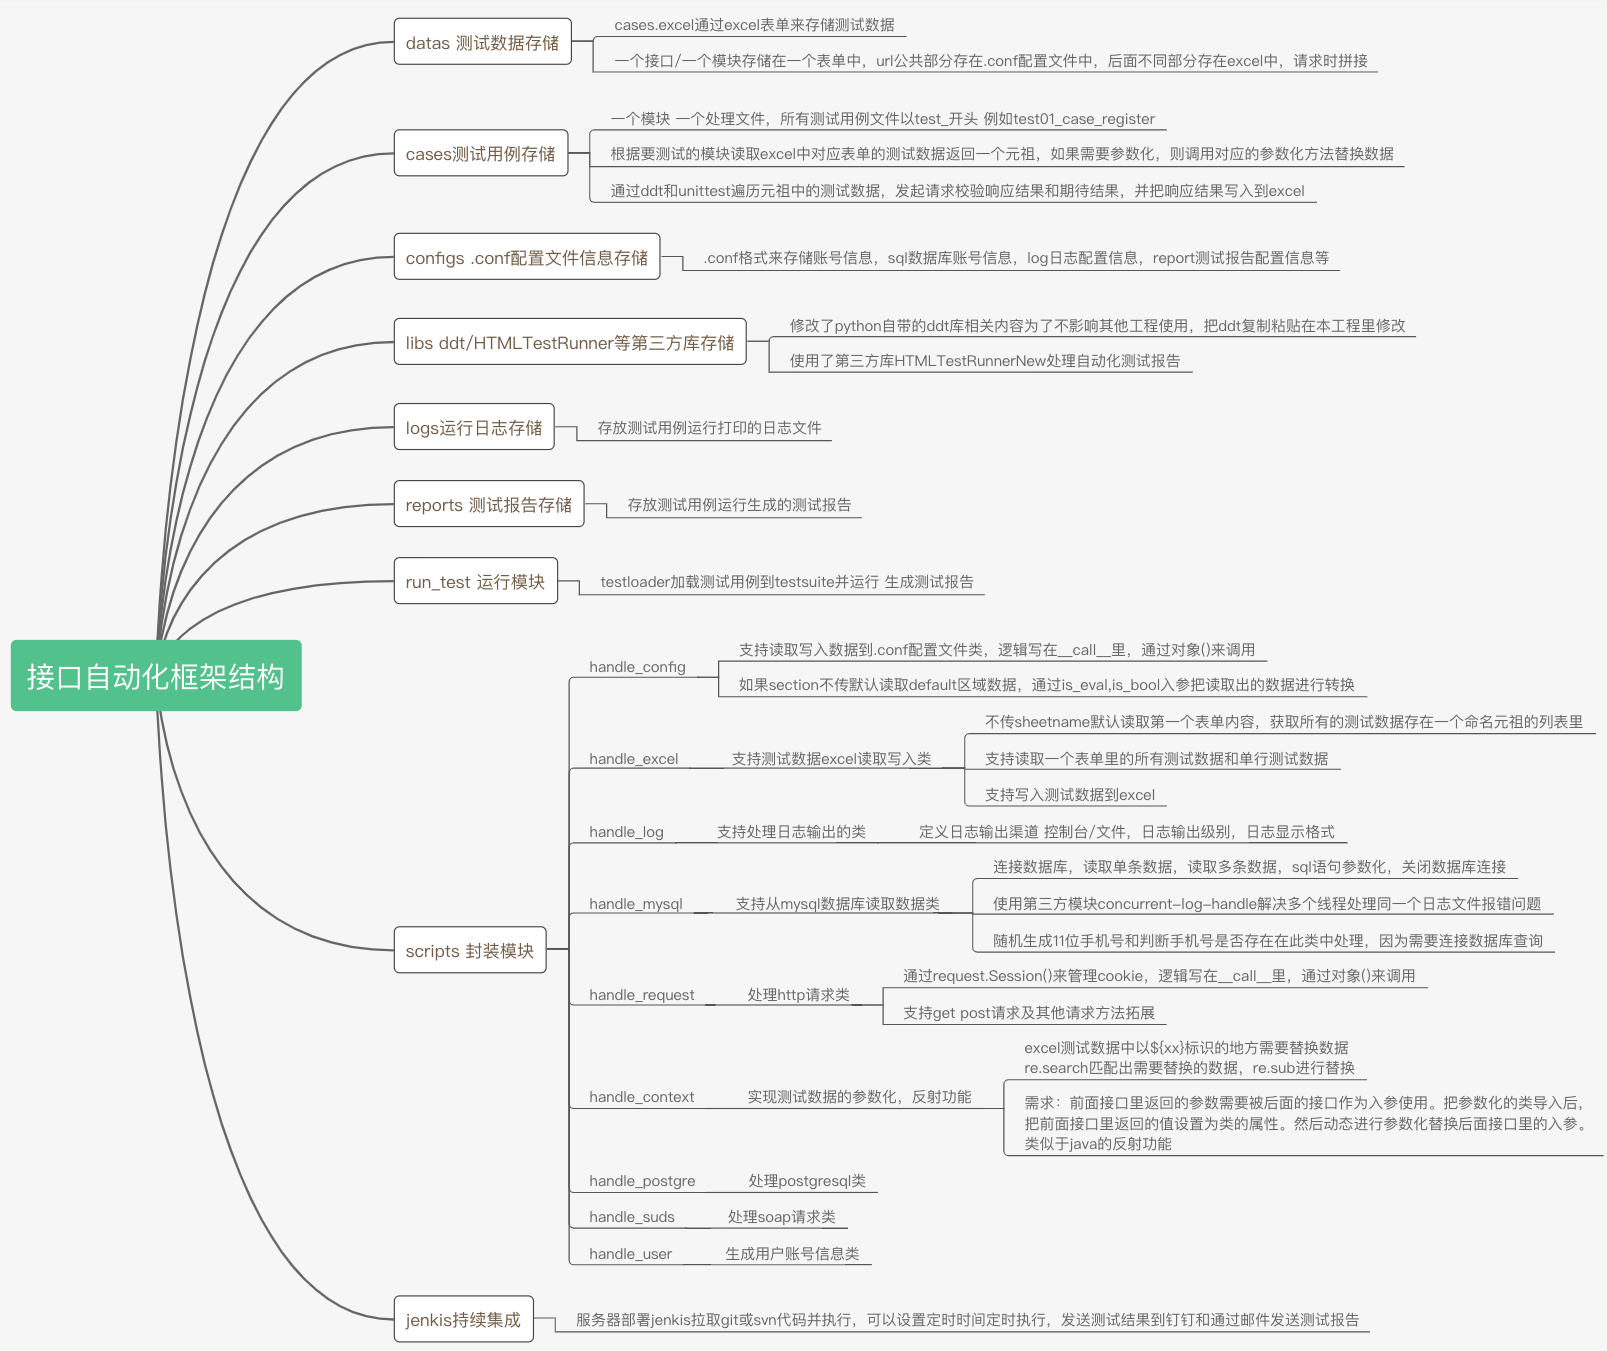 接口自动化框架结构
datas 测试数据存储
cases.excel通过excel表单来存储测试数据
一个接口/一个模块存储在一个表单中，url公共部分存在.conf配置文件中，后面不同部分存在excel中，请求时拼接
cases测试用例存储
一个模块 一个处理文件，所有测试用例文件以test_开头 例如test01_case_register
根据要测试的模块读取excel中对应表单的测试数据返回一个元祖，如果需要参数化，则调用对应的参数化方法替换数据
通过ddt和unittest遍历元祖中的测试数据，发起请求校验响应结果和期待结果，并把响应结果写入到excel
configs .conf配置文件信息存储
.conf格式来存储账号信息，sql数据库账号信息，log日志配置信息，report测试报告配置信息等
libs ddt/HTMLTestRunner等第三方库存储
修改了python自带的ddt库相关内容为了不影响其他工程使用，把ddt复制粘贴在本工程里修改
使用了第三方库HTMLTestRunnerNew处理自动化测试报告
logs运行日志存储
存放测试用例运行打印的日志文件
reports 测试报告存储
存放测试用例运行生成的测试报告
run_test 运行模块
testloader加载测试用例到testsuite并运行 生成测试报告
scripts 封装模块
handle_config
支持读取写入数据到.conf配置文件类，逻辑写在__call__里，通过对象()来调用
如果section不传默认读取default区域数据，通过is_eval,is_bool入参把读取出的数据进行转换
handle_excel
支持测试数据excel读取写入类
不传sheetname默认读取第一个表单内容，获取所有的测试数据存在一个命名元祖的列表里
支持读取一个表单里的所有测试数据和单行测试数据
支持写入测试数据到excel
handle_log
支持处理日志输出的类
定义日志输出渠道 控制台/文件，日志输出级别，日志显示格式
handle_mysql
支持从mysql数据库读取数据类
连接数据库，读取单条数据，读取多条数据，sql语句参数化，关闭数据库连接
使用第三方模块concurrent-log-handle解决多个线程处理同一个日志文件报错问题
随机生成11位手机号和判断手机号是否存在在此类中处理，因为需要连接数据库查询
handle_request
处理http请求类
通过request.Session()来管理cookie，逻辑写在__call__里，通过对象()来调用
支持get post请求及其他请求方法拓展
handle_context
实现测试数据的参数化，反射功能
excel测试数据中以${xx}标识的地方需要替换数据
re.search匹配出需要替换的数据，re.sub进行替换
需求：前面接口里返回的参数需要被后面的接口作为入参使用。把参数化的类导入后，
把前面接口里返回的值设置为类的属性。然后动态进行参数化替换后面接口里的入参。
类似于java的反射功能
handle_postgre
处理postgresql类
handle_suds
处理soap请求类
handle_user
生成用户账号信息类
jenkis持续集成
服务器部署jenkis拉取git或svn代码并执行，可以设置定时时间定时执行，发送测试结果到钉钉和通过邮件发送测试报告